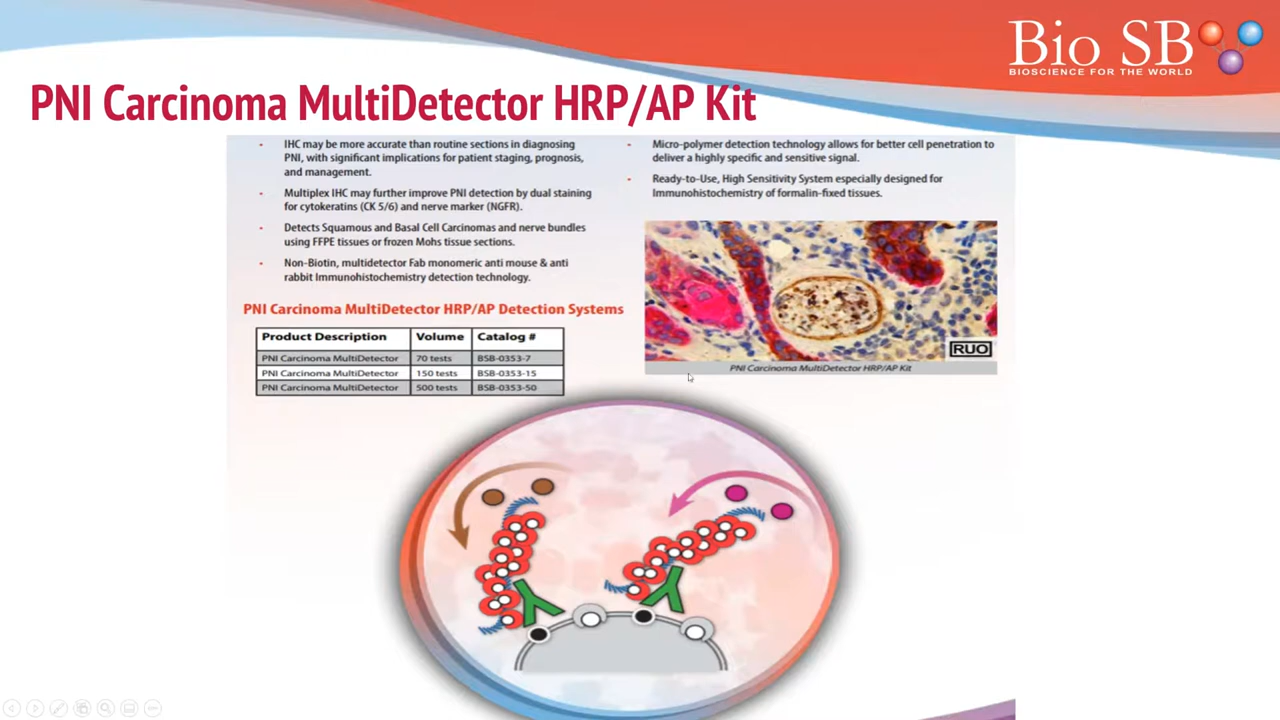 Bio SB
BIOSCIENCE FOR THE WORLD
PNI Carcinoma MultiDetector HRP/AP Kit
• IHC may be more accurate than routine sections in diagnosing
PNI, with significant implications for patient staging, prognosis,
and management.
• Multiplex IHC may further improve PNI detection by dual staining
for cytokeratins (CK 5/6) and nerve marker (NGFR).
• Detects Squamous and Basal Cell Carcinomas and nerve bundles
using FFPE tissues or frozen Mohs tissue sections.
• Non-Biotin, multidetector Fab monomeric anti mouse & anti
rabbit Immunohistochemistry detection technology.
• Micro-polymer detection technology allows for better cell penetration to
deliver a highly specific and sensitive signal.
• Ready-to-Use, High Sensitivity System especially designed for
Immunohistochemistry of formalin-fixed tissues.
RUO
PNI Carcinoma MultiDetector HRP/AP Kit
PNI Carcinoma MultiDetector HRP/AP Detection Systems
Product Description Volume Catalog #
PNI Carcinoma MultiDetector 70 tests BSB-0353-7
PNI Carcinoma MultiDetector 150 tests BSB-0353-15
PNI Carcinoma MultiDetector 500 tests BSB-0353-50